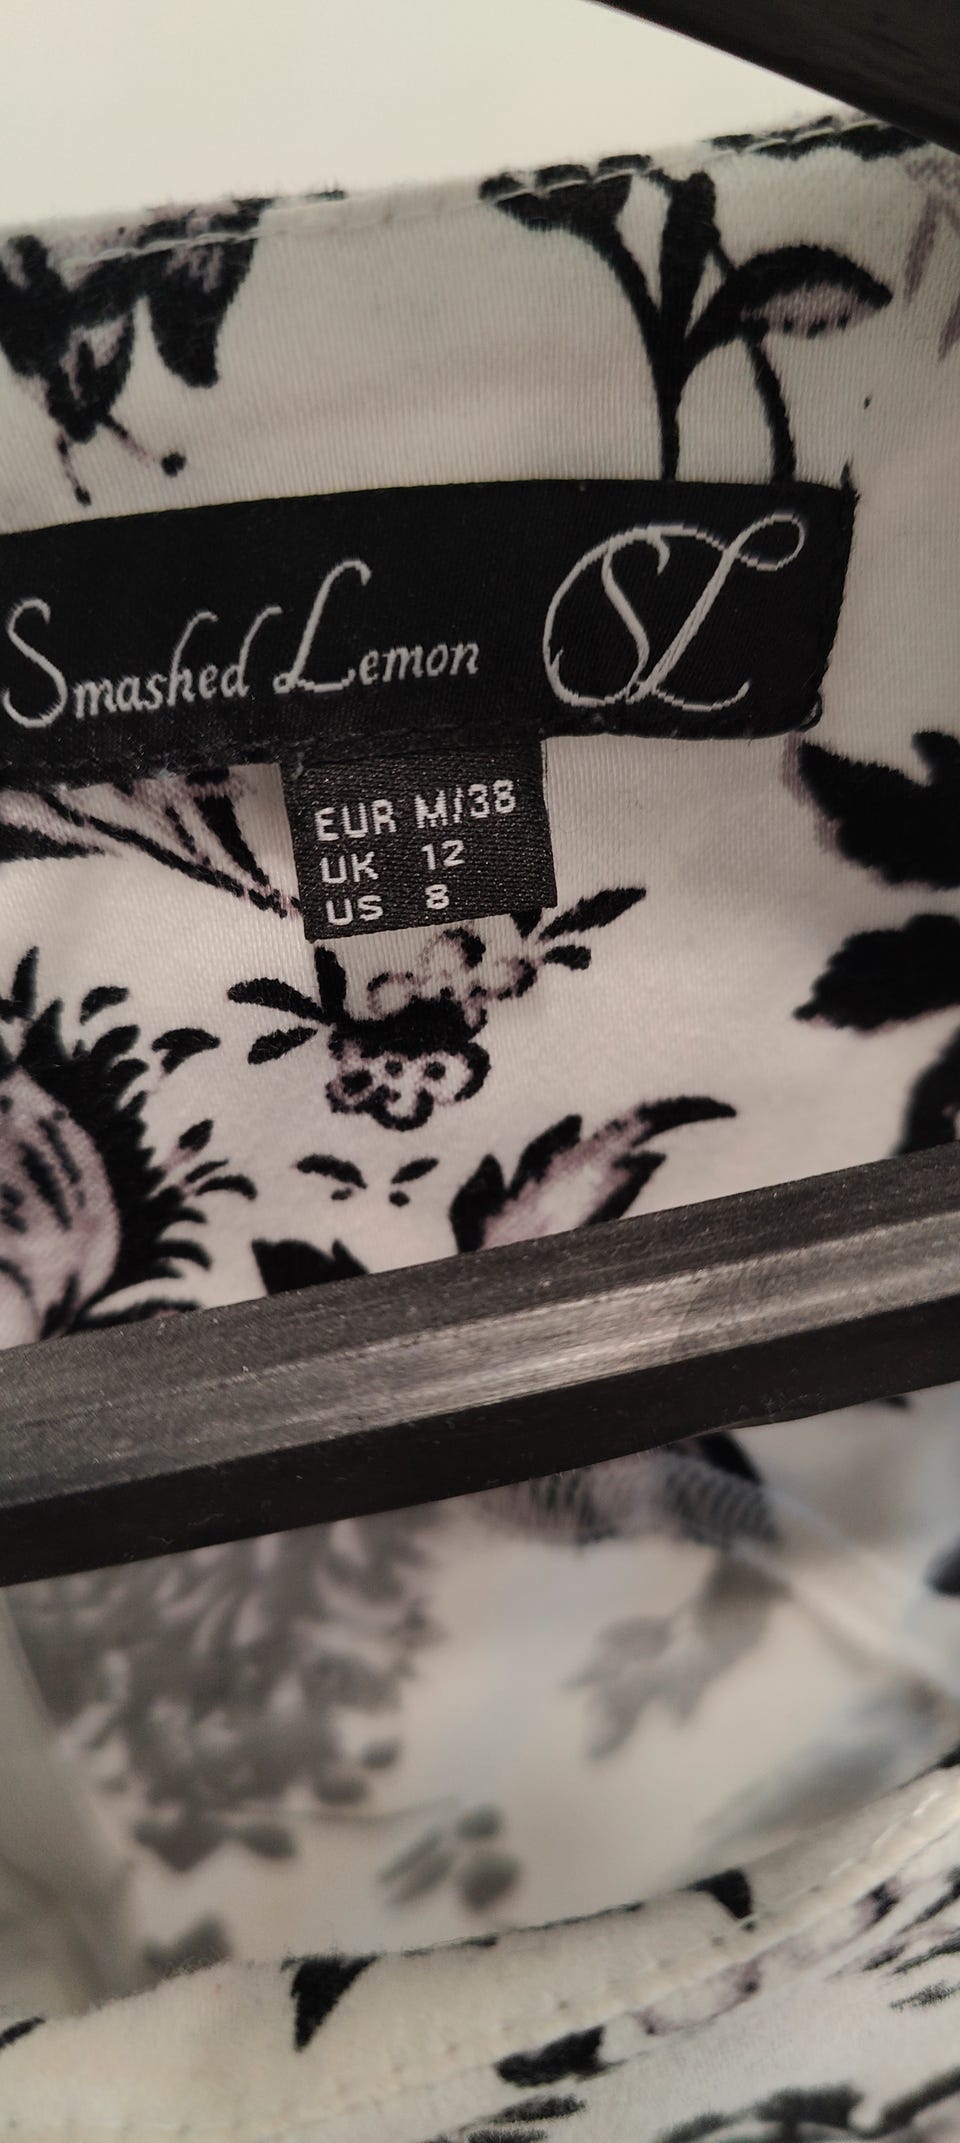 Smashed Lemon SL
EUR M/38
UK 12
US 8